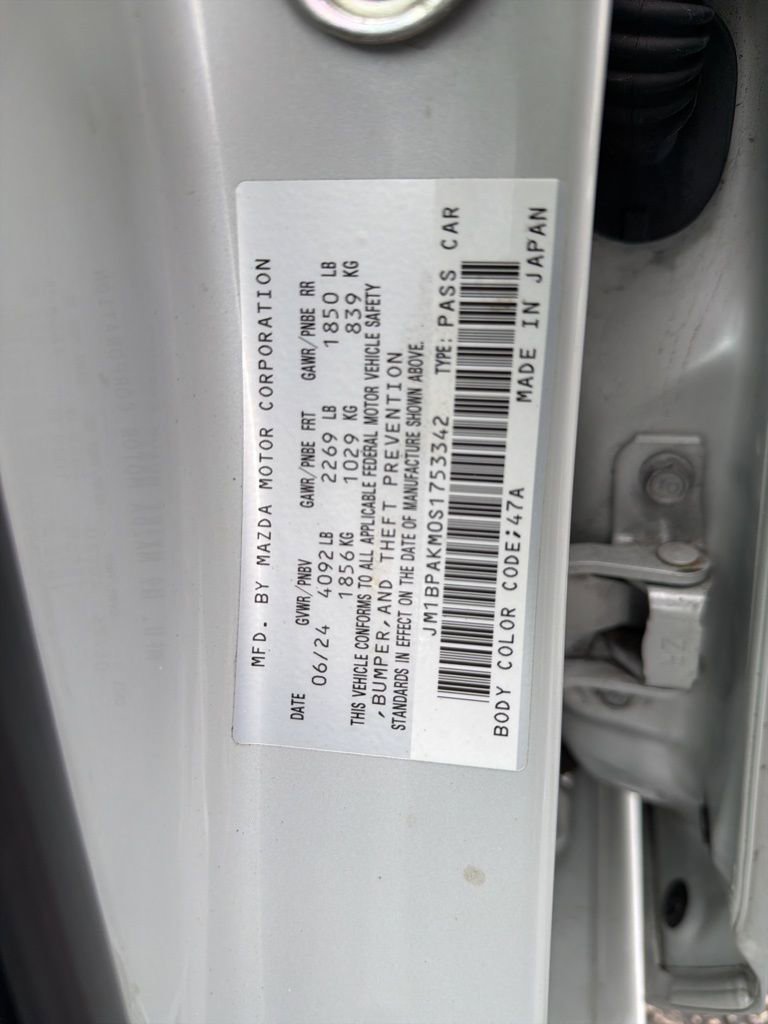 MFD. BY MAZDA MOTOR CORPORATION
DATE GVWR/PNBV GAWR/PNBE FRT GAWR/PNBE RR
06/24 4092LB 2269 LB 1850 LB
1856KG 1029 KG 839 KG
THIS VEHICLE CONFORMS TO ALL APPLICABLE FEDERAL MOTOR VEHICLE SAFETY
,BUMPER,AND THEFT PREVENTION
STANDARDS IN EFFECT ON THE DATE OF MANUFACTURE SHOWN ABOVE.
JM1BPAKM0S1753342 TYPE: PASS CAR
BODY COLOR CODE;47A MADE IN JAPAN